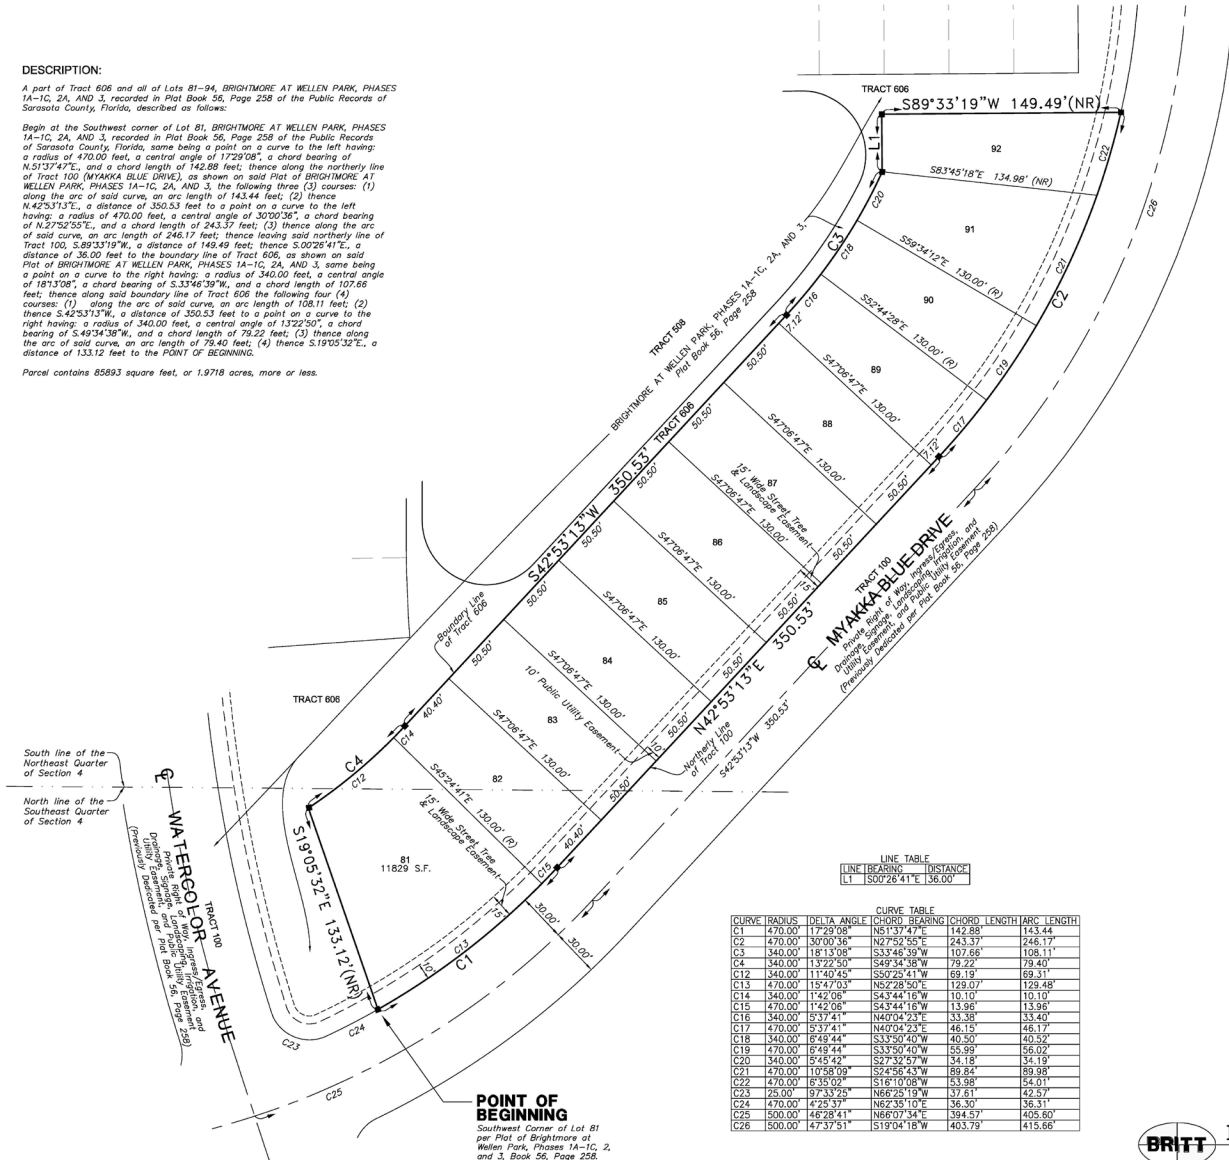 DESCRIPTION:
A part of Tract 606 and all of Lots 81-94, BRIGHTMORE AT WELLEN PARK, PHASES
1A-1C, 2A, AND 3, recorded in Plat Book 56, Page 258 of the Public Records of
Sarasota County, Florida, described as follows:
Begin at the Southwest corner of Lot 81, BRIGHTMORE AT WELLEN PARK, PHASES
1A-1C, 2A, AND 3, recorded in Plat Book 56, Page 258 of the Public Records
of Sarasota County, Florida, same being a point on a curve to the left having:
a radius of 470.00 feet, a central angle of 17°29'08", a chord bearing of
N.51°37'47"E., and a chord length of 142.88 feet; thence along the northerly line
of Tract 100 (MYAKKA BLUE DRIVE), as shown on said Plat of BRIGHTMORE AT
WELLEN PARK, PHASES 1A-1C, 2A, AND 3, the following three (3) courses: (1)
along the arc of said curve, an arc length of 143.44 feet; (2) thence
N.42°53'13"E., a distance of 350.53 feet to a point on a curve to the left
having: a radius of 470.00 feet, a central angle of 30°00'36", a chord bearing
of N.27°52'55"E., and a chord length of 243.37 feet; (3) thence along the arc
of said curve, an arc length of 246.17 feet; thence leaving said northerly line of
Tract 100, S.89°33'19"W., a distance of 149.49 feet; thence S.00°26'41"E., a
distance of 36.00 feet to the boundary line of Tract 606, as shown on said
Plat of BRIGHTMORE AT WELLEN PARK, PHASES 1A-1C, 2A, AND 3, same being
a point on a curve to the right having: a radius of 340.00 feet, a central angle
of 18°13'08", a chord bearing of S.33°46'39"W., and a chord length of 107.66
feet; thence along said boundary line of Tract 606 the following four (4)
courses: (1) along the arc of said curve, an arc length of 108.11 feet; (2)
thence S.42°53'13"W., a distance of 350.53 feet to a point on a curve to the
right having: a radius of 340.00 feet, a central angle of 13°22'50", a chord
bearing of S.49°34'38"W., and a chord length of 79.22 feet; (3) thence along
the arc of said curve, an arc length of 79.40 feet; (4) thence S.19°05'32"E., a
distance of 133.12 feet to the POINT OF BEGINNING.
Parcel contains 85893 square feet, or 1.9718 acres, more or less.
TRACT 606
S89°33'19"W 149.49'(NR)
L1
92
C22
S83°45'18"E 134.98' (NR)
C20
C26
91
C3
C18
S59°34'12"E 130.00' (R)
C21
C2
90
C16
S52°44'28"E 130.00' (R)
C19
TRACT 508
BRIGHTMORE AT WELLEN PARK, PHASES 1A-1C, 2A, AND 3,
Plat Book 56, Page 258
7.12'
50.50'
89
S47°06'47"E 130.00'
C17
7.12'
50.50'
TRACT 606
88
S47°06'47"E 130.00'
50.50'
S42°53'13"W 350.53'
50.50'
87
15' Wide Street Tree
& Landscape Easement
S47°06'47"E 130.00'
50.50'
15'
50.50'
86
S47°06'47"E 130.00'
50.50'
50.50'
85
S47°06'47"E 130.00'
50.50'
Boundary Line
of Tract 606
50.50'
84
S47°06'47"E 130.00'
50.50'
10' Public Utility Easement
10'
40.40'
83
S47°06'47"E 130.00'
50.50'
N42°53'13"E 350.53'
Northerly Line
of Tract 100
S42°53'13"W 350.53'
TRACT 100
℄ MYAKKA BLUE DRIVE
Private Right of Way, Ingress/Egress,
Drainage, Signage, Landscaping, Irrigation, and
Utility Easement, and Public Utility Easement
(Previously Dedicated per Plat Book 56, Page 258)
TRACT 606
C14
82
S45°24'41"E 130.00' (R)
40.40'
C15
C4
C12
15' Wide Street Tree
& Landscape Easement
15'
81
11829 S.F.
30.00'
30.00'
S19°05'32"E 133.12'(NR)
C13
C1
10'
South line of the
Northeast Quarter
of Section 4
North line of the
Southeast Quarter
of Section 4
℄ WATERCOLOR AVENUE
TRACT 100
Private Right of Way, Ingress/Egress,
Drainage, Signage, Landscaping, Irrigation, and
Utility Easement, and Public Utility Easement
(Previously Dedicated per Plat Book 56, Page 258)
C23
C24
C25
POINT OF
BEGINNING
Southwest Corner of Lot 81
per Plat of Brightmore at
Wellen Park, Phases 1A-1C, 2,
and 3, Book 56, Page 258.
LINE TABLE
LINE BEARING DISTANCE
L1 S00°26'41"E 36.00'
CURVE TABLE
CURVE RADIUS DELTA ANGLE CHORD BEARING CHORD LENGTH ARC LENGTH
C1 470.00' 17°29'08" N51°37'47"E 142.88' 143.44
C2 470.00' 30°00'36" N27°52'55"E 243.37' 246.17'
C3 340.00' 18°13'08" S33°46'39"W 107.66' 108.11'
C4 340.00' 13°22'50" S49°34'38"W 79.22' 79.40'
C12 340.00' 11°40'45" S50°25'41"W 69.19' 69.31'
C13 470.00' 15°47'03" N52°28'50"E 129.07' 129.48'
C14 340.00' 1°42'06" S43°44'16"W 10.10' 10.10'
C15 470.00' 1°42'06" S43°44'16"W 13.96' 13.96'
C16 340.00' 5°37'41" N40°04'23"E 33.38' 33.40'
C17 470.00' 5°37'41" N40°04'23"E 46.15' 46.17'
C18 340.00' 6°49'44" S33°50'40"W 40.50' 40.52'
C19 470.00' 6°49'44" S33°50'40"W 55.99' 56.02'
C20 340.00' 5°45'42" S27°32'57"W 34.18' 34.19'
C21 470.00' 10°58'09" S24°56'43"W 89.84' 89.98'
C22 470.00' 6°35'02" S16°10'08"W 53.98' 54.01'
C23 25.00' 97°33'25" N66°25'19"W 37.61' 42.57'
C24 470.00' 4°25'37" N62°35'10"E 36.30' 36.31'
C25 500.00' 46°28'41" N66°07'34"E 394.57' 405.60'
C26 500.00' 47°37'51" S19°04'18"W 403.79' 415.66'
BRITT